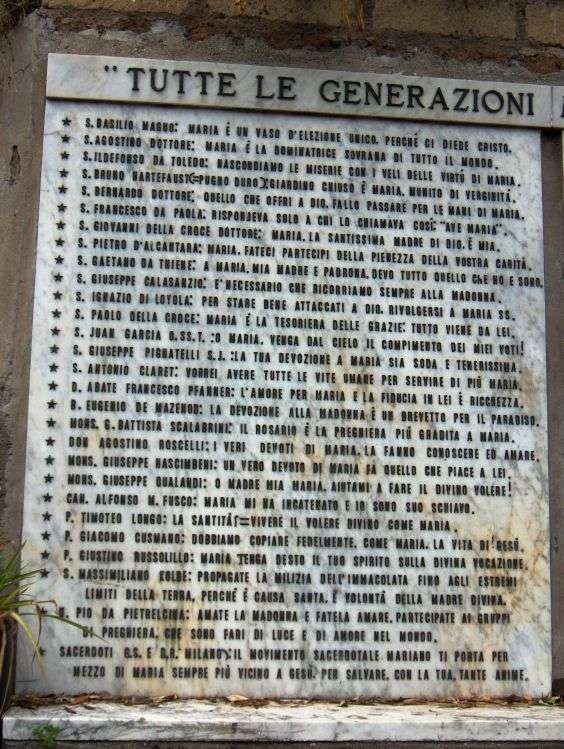 "TUTTE LE GENERAZIONI
★ S. BASILIO MAGNO: MARIA È UN VASO D'ELEZIONE UNICO. PERCHÉ CI DIEDE CRISTO.
★ S. AGOSTINO DOTTORE: MARIA È LA DOMINATRICE SOVRANA DI TUTTO IL MONDO.
★ S. ILDEFONSO DA TOLEDO: NASCORDIAMO LE MISERIE CON I VELI DELLE VIRTÙ DI MARIA.
★ S. BRUNO HARTEFAUST (=PUGNO DURO): GIARDINO CHIUSO È MARIA. MUNITO DI VERGINITÀ.
★ S. BERNARDO DOTTORE: QUELLO CHE OFFRI A DIO. FALLO PASSARE PER LE MANI DI MARIA.
★ S. FRANCESCO DA PAOLA: RISPONDEVA SOLO A CHI LO CHIAMAVA COSÌ "AVE MARIA".
★ S. GIOVANNI DELLA CROCE DOTTORE: MARIA. LA SANTISSIMA MADRE DI DIO. È MIA.
★ S. PIETRO D'ALCANTARA: MARIA. FATECI PARTECIPI DELLA PIENEZZA DELLA VOSTRA CARITÀ.
★ S. GAETANO DA THIENE: A MARIA. MIA MADRE E PADRONA. DEVO TUTTO QUELLO CHE HO E SONO.
★ S. GIUSEPPE CALASANZIO: E' NECESSARIO CHE RICORRIAMO SEMPRE ALLA MADONNA.
★ S. IGNAZIO DI LOYOLA: PER STARE BENE ATTACCATI A DIO. RIVOLGERSI A MARIA SS.
★ S. PAOLO DELLA CROCE: MARIA È LA TESORIERA DELLE GRAZIE: TUTTO VIENE DA LEI.
★ S. JUAN GARCIA O.SS.T.: O MARIA. VENGA DAL CIELO IL COMPIMENTO DEI MIEI VOTI!
★ S. GIUSEPPE PIGNATELLI S.J.: LA TUA DEVOZIONE A MARIA SIA SODA E TENERISSIMA.
★ S. ANTONIO CLARET: VORREI AVERE TUTTE LE VITE UMANE PER SERVIRE DI PIÙ MARIA.
★ D. ABATE FRANCESCO PFANNER: L'AMORE PER MARIA E LA FIDUCIA IN LEI È RICCHEZZA.
★ B. EUGENIO DE MAZENOD: LA DEVOZIONE ALLA MADONNA È UN BREVETTO PER IL PARADISO.
★ MONS. G. BATTISTA SCALABRINI: IL ROSARIO È LA PREGHIERA PIÙ GRADITA A MARIA.
★ DON AGOSTINO ROSCELLI: I VERI DEVOTI DI MARIA. LA FANNO CONOSCERE ED AMARE.
★ MONS. GIUSEPPE NASCIMBENI: UN VERO DEVOTO DI MARIA FA QUELLO CHE PIACE A LEI.
★ MONS. GIUSEPPE GUALANDI: O MADRE MIA MARIA. AIUTAMI A FARE IL DIVINO VOLERE!
★ CAN. ALFONSO M. FUSCO: MARIA MI HA INCATENATO E IO SONO SUO SCHIAVO.
★ P. TIMOTEO LONGO: LA SANTITÀ = VIVERE IL VOLERE DIVINO COME MARIA.
★ P. GIACOMO CUSMANO: DOBBIAMO COPIARE FEDELMENTE. COME MARIA. LA VITA DI GESÙ.
★ P. GIUSTINO RUSSOLILLO: MARIA TENGA DESTO IL TUO SPIRITO SULLA DIVINA VOCAZIONE.
★ S. MASSIMILIANO KOLBE: PROPAGATE LA MILIZIA DELL'IMMACOLATA FINO AGLI ESTREMI
LIMITI DELLA TERRA. PERCHÉ È CAUSA SANTA. È VOLONTÀ DELLA MADRE DIVINA.
P. PIO DA PIETRELCINA: AMATE LA MADONNA E FATELA AMARE. PARTECIPATE AI GRUPPI
DI PREGHIERA. CHE SONO FARI DI LUCE E DI AMORE NEL MONDO.
★ SACERDOTI (MILANO): IL MOVIMENTO SACERDOTALE MARIANO TI PORTA PER
MEZZO DI MARIA SEMPRE PIÙ VICINO A GESÙ. PER SALVARE. CON LA TUA. TANTE ANIME.